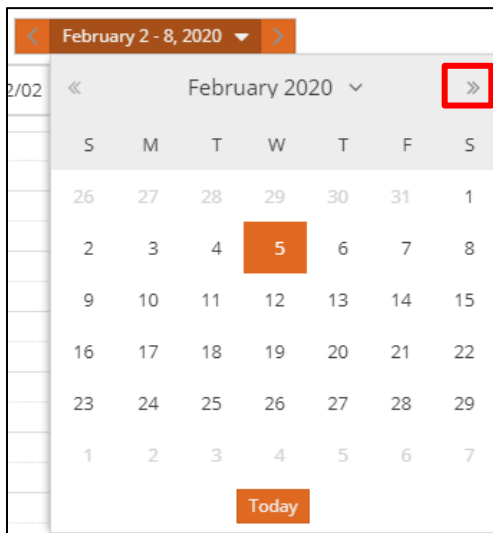 February 2 - 8, 2020
2/02
February 2020
S M T W T F S
26 27 28 29 30 31 1
2 3 4 5 6 7 8
9 10 11 12 13 14 15
16 17 18 19 20 21 22
23 24 25 26 27 28 29
1 2 3 4 5 6 7
Today